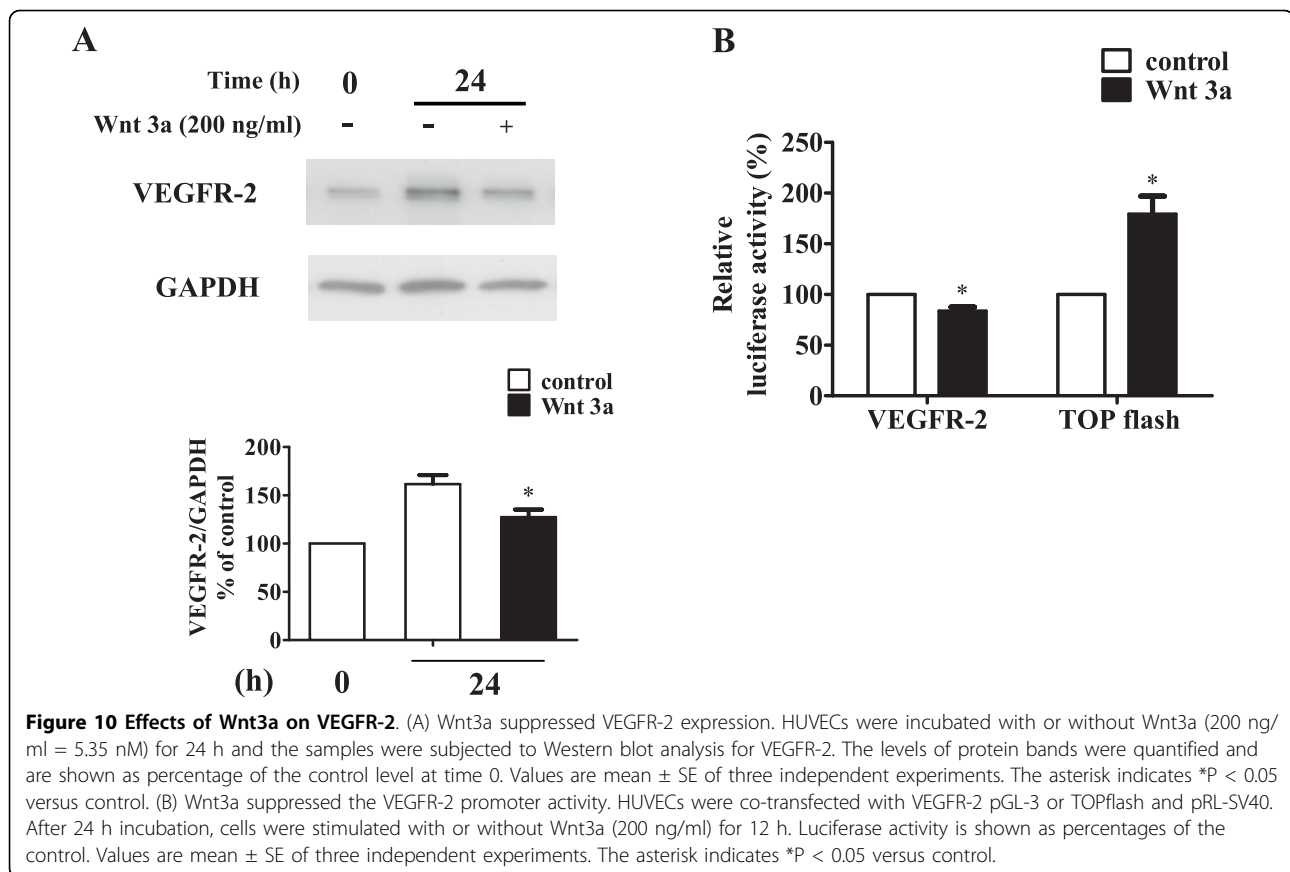 A
Time (h) 0 24
Wnt 3a (200 ng/ml) - - +
VEGFR-2
GAPDH
control
Wnt 3a
VEGFR-2/GAPDH
% of control
200
150
100
50
0
*
(h) 0 24
B
control
Wnt 3a
Relative
luciferase activity (%)
250
200
150
100
50
0
*
*
VEGFR-2 TOP flash
Figure 10 Effects of Wnt3a on VEGFR-2. (A) Wnt3a suppressed VEGFR-2 expression. HUVECs were incubated with or without Wnt3a (200 ng/
ml = 5.35 nM) for 24 h and the samples were subjected to Western blot analysis for VEGFR-2. The levels of protein bands were quantified and
are shown as percentage of the control level at time 0. Values are mean ± SE of three independent experiments. The asterisk indicates *P < 0.05
versus control. (B) Wnt3a suppressed the VEGFR-2 promoter activity. HUVECs were co-transfected with VEGFR-2 pGL-3 or TOPflash and pRL-SV40.
After 24 h incubation, cells were stimulated with or without Wnt3a (200 ng/ml) for 12 h. Luciferase activity is shown as percentages of the
control. Values are mean ± SE of three independent experiments. The asterisk indicates *P < 0.05 versus control.